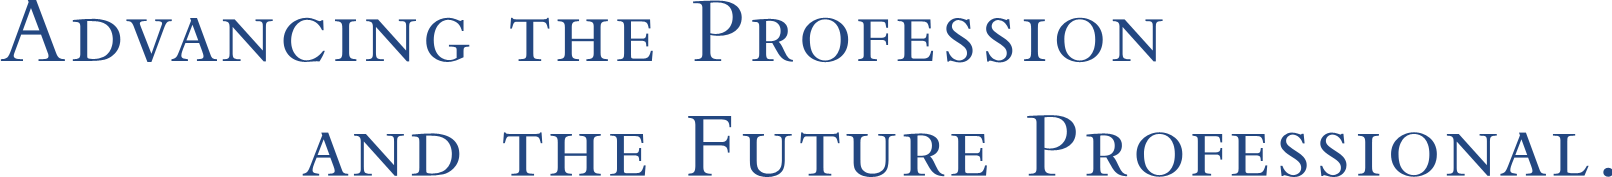 Advancing the Profession
and the Future Professional.